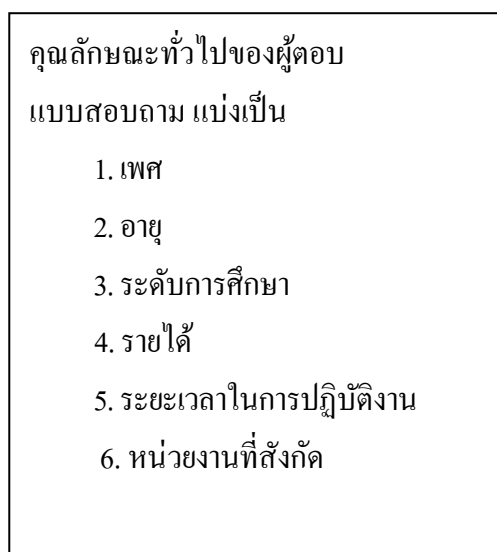 คุณลักษณะทั่วไปของผู้ตอบ
แบบสอบถาม แบ่งเป็น
1. เพศ
2. อายุ
3. ระดับการศึกษา
4. รายได้
5. ระยะเวลาในการปฏิบัติงาน
6. หน่วยงานที่สังกัด